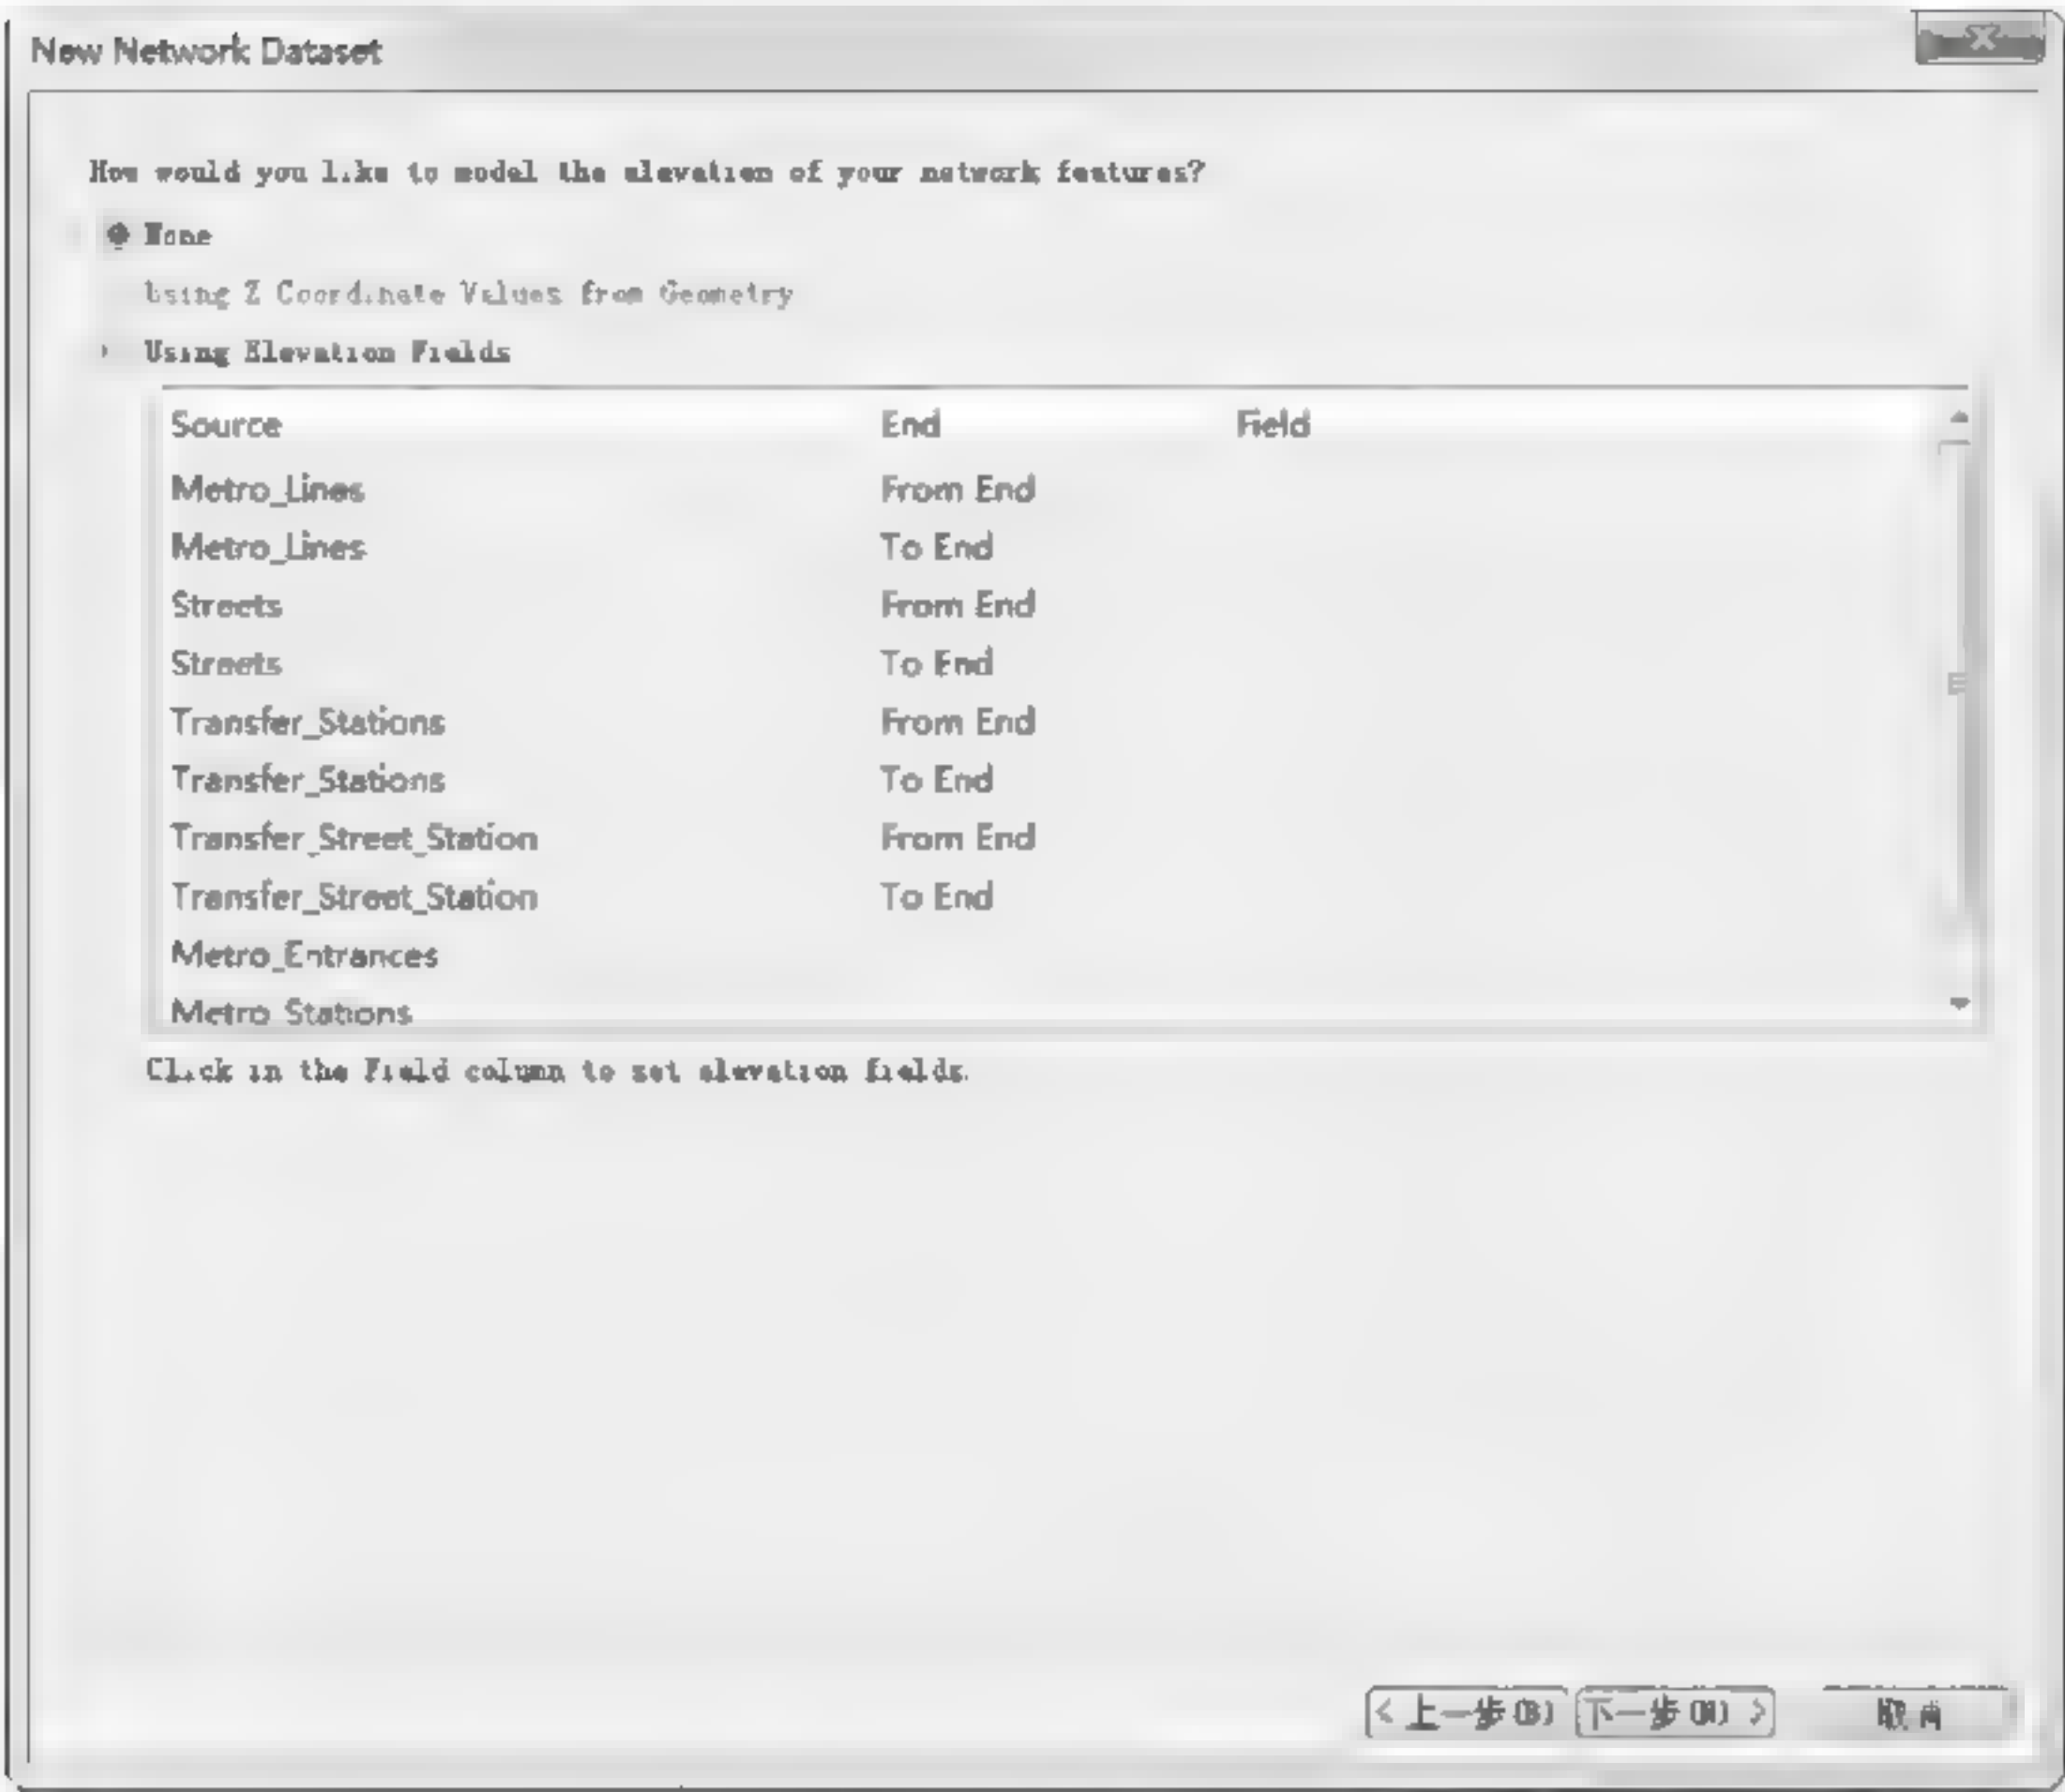 New Network Dataset
How would you like to model the elevation of your network features?
None
Using Z Coordinate Values from Geometry
Using Elevation Fields
Source End Field
Metro_Lines From End
Metro_Lines To End
Streets From End
Streets To End
Transfer_Stations From End
Transfer_Stations To End
Transfer_Street_Station From End
Transfer_Street_Station To End
Metro_Entrances
Metro Stations
Click in the Field column to set elevation fields.
< 上一步(B) 下一步(N) > 取消